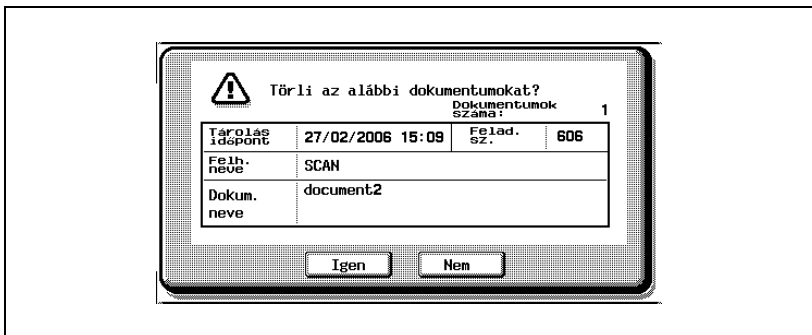 Törli az alábbi dokumentumokat?
Dokumentumok
száma: 1
Tárolás
időpont 27/02/2006 15:09 Felad.
sz. 606
Felh.
neve SCAN
Dokum.
neve document2
Igen Nem